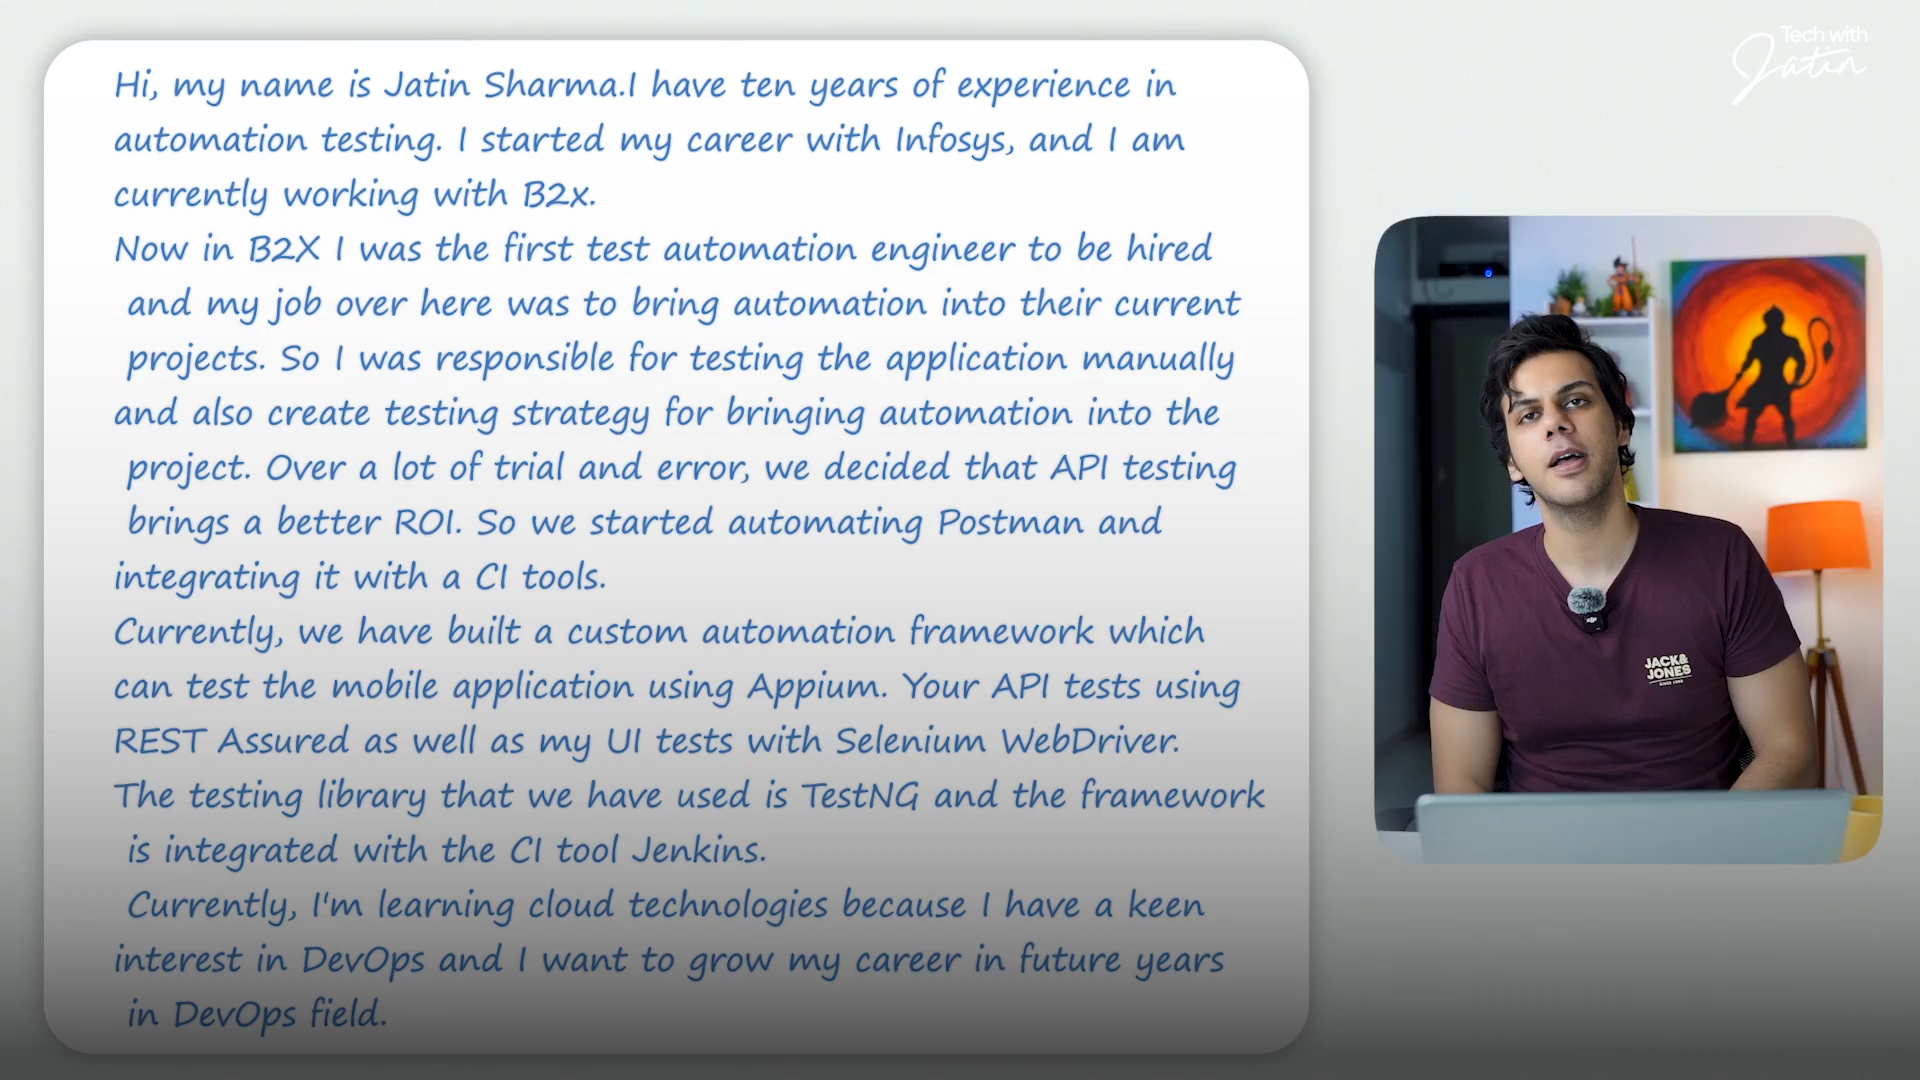 Tech with
Jatin
Hi, my name is Jatin Sharma.I have ten years of experience in
automation testing. I started my career with Infosys, and I am
currently working with B2x.
Now in B2X I was the first test automation engineer to be hired
and my job over here was to bring automation into their current
projects. So I was responsible for testing the application manually
and also create testing strategy for bringing automation into the
project. Over a lot of trial and error, we decided that API testing
brings a better ROI. So we started automating Postman and
integrating it with a CI tools.
Currently, we have built a custom automation framework which
can test the mobile application using Appium. Your API tests using
REST Assured as well as my UI tests with Selenium WebDriver.
The testing library that we have used is TestNG and the framework
is integrated with the CI tool Jenkins.
Currently, I'm learning cloud technologies because I have a keen
interest in DevOps and I want to grow my career in future years
in DevOps field.
JACK&
JONES